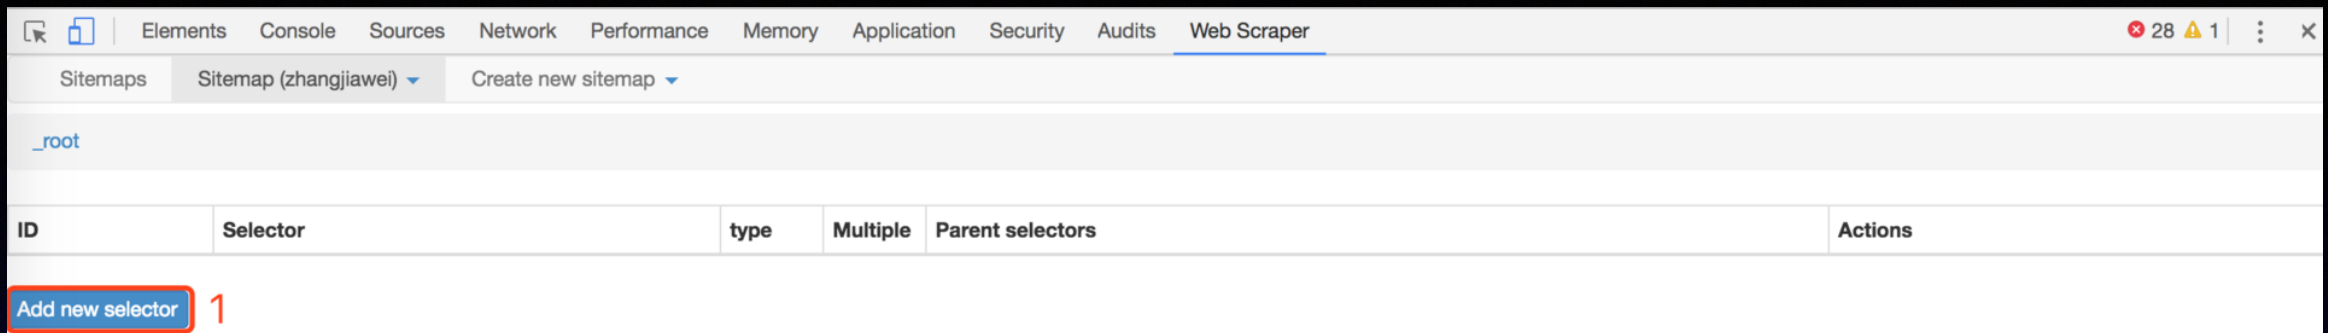 Elements Console Sources Network Performance Memory Application Security Audits Web Scraper 28 1
Sitemaps Sitemap (zhangjiawei) Create new sitemap
_root
ID Selector type Multiple Parent selectors Actions
Add new selector 1